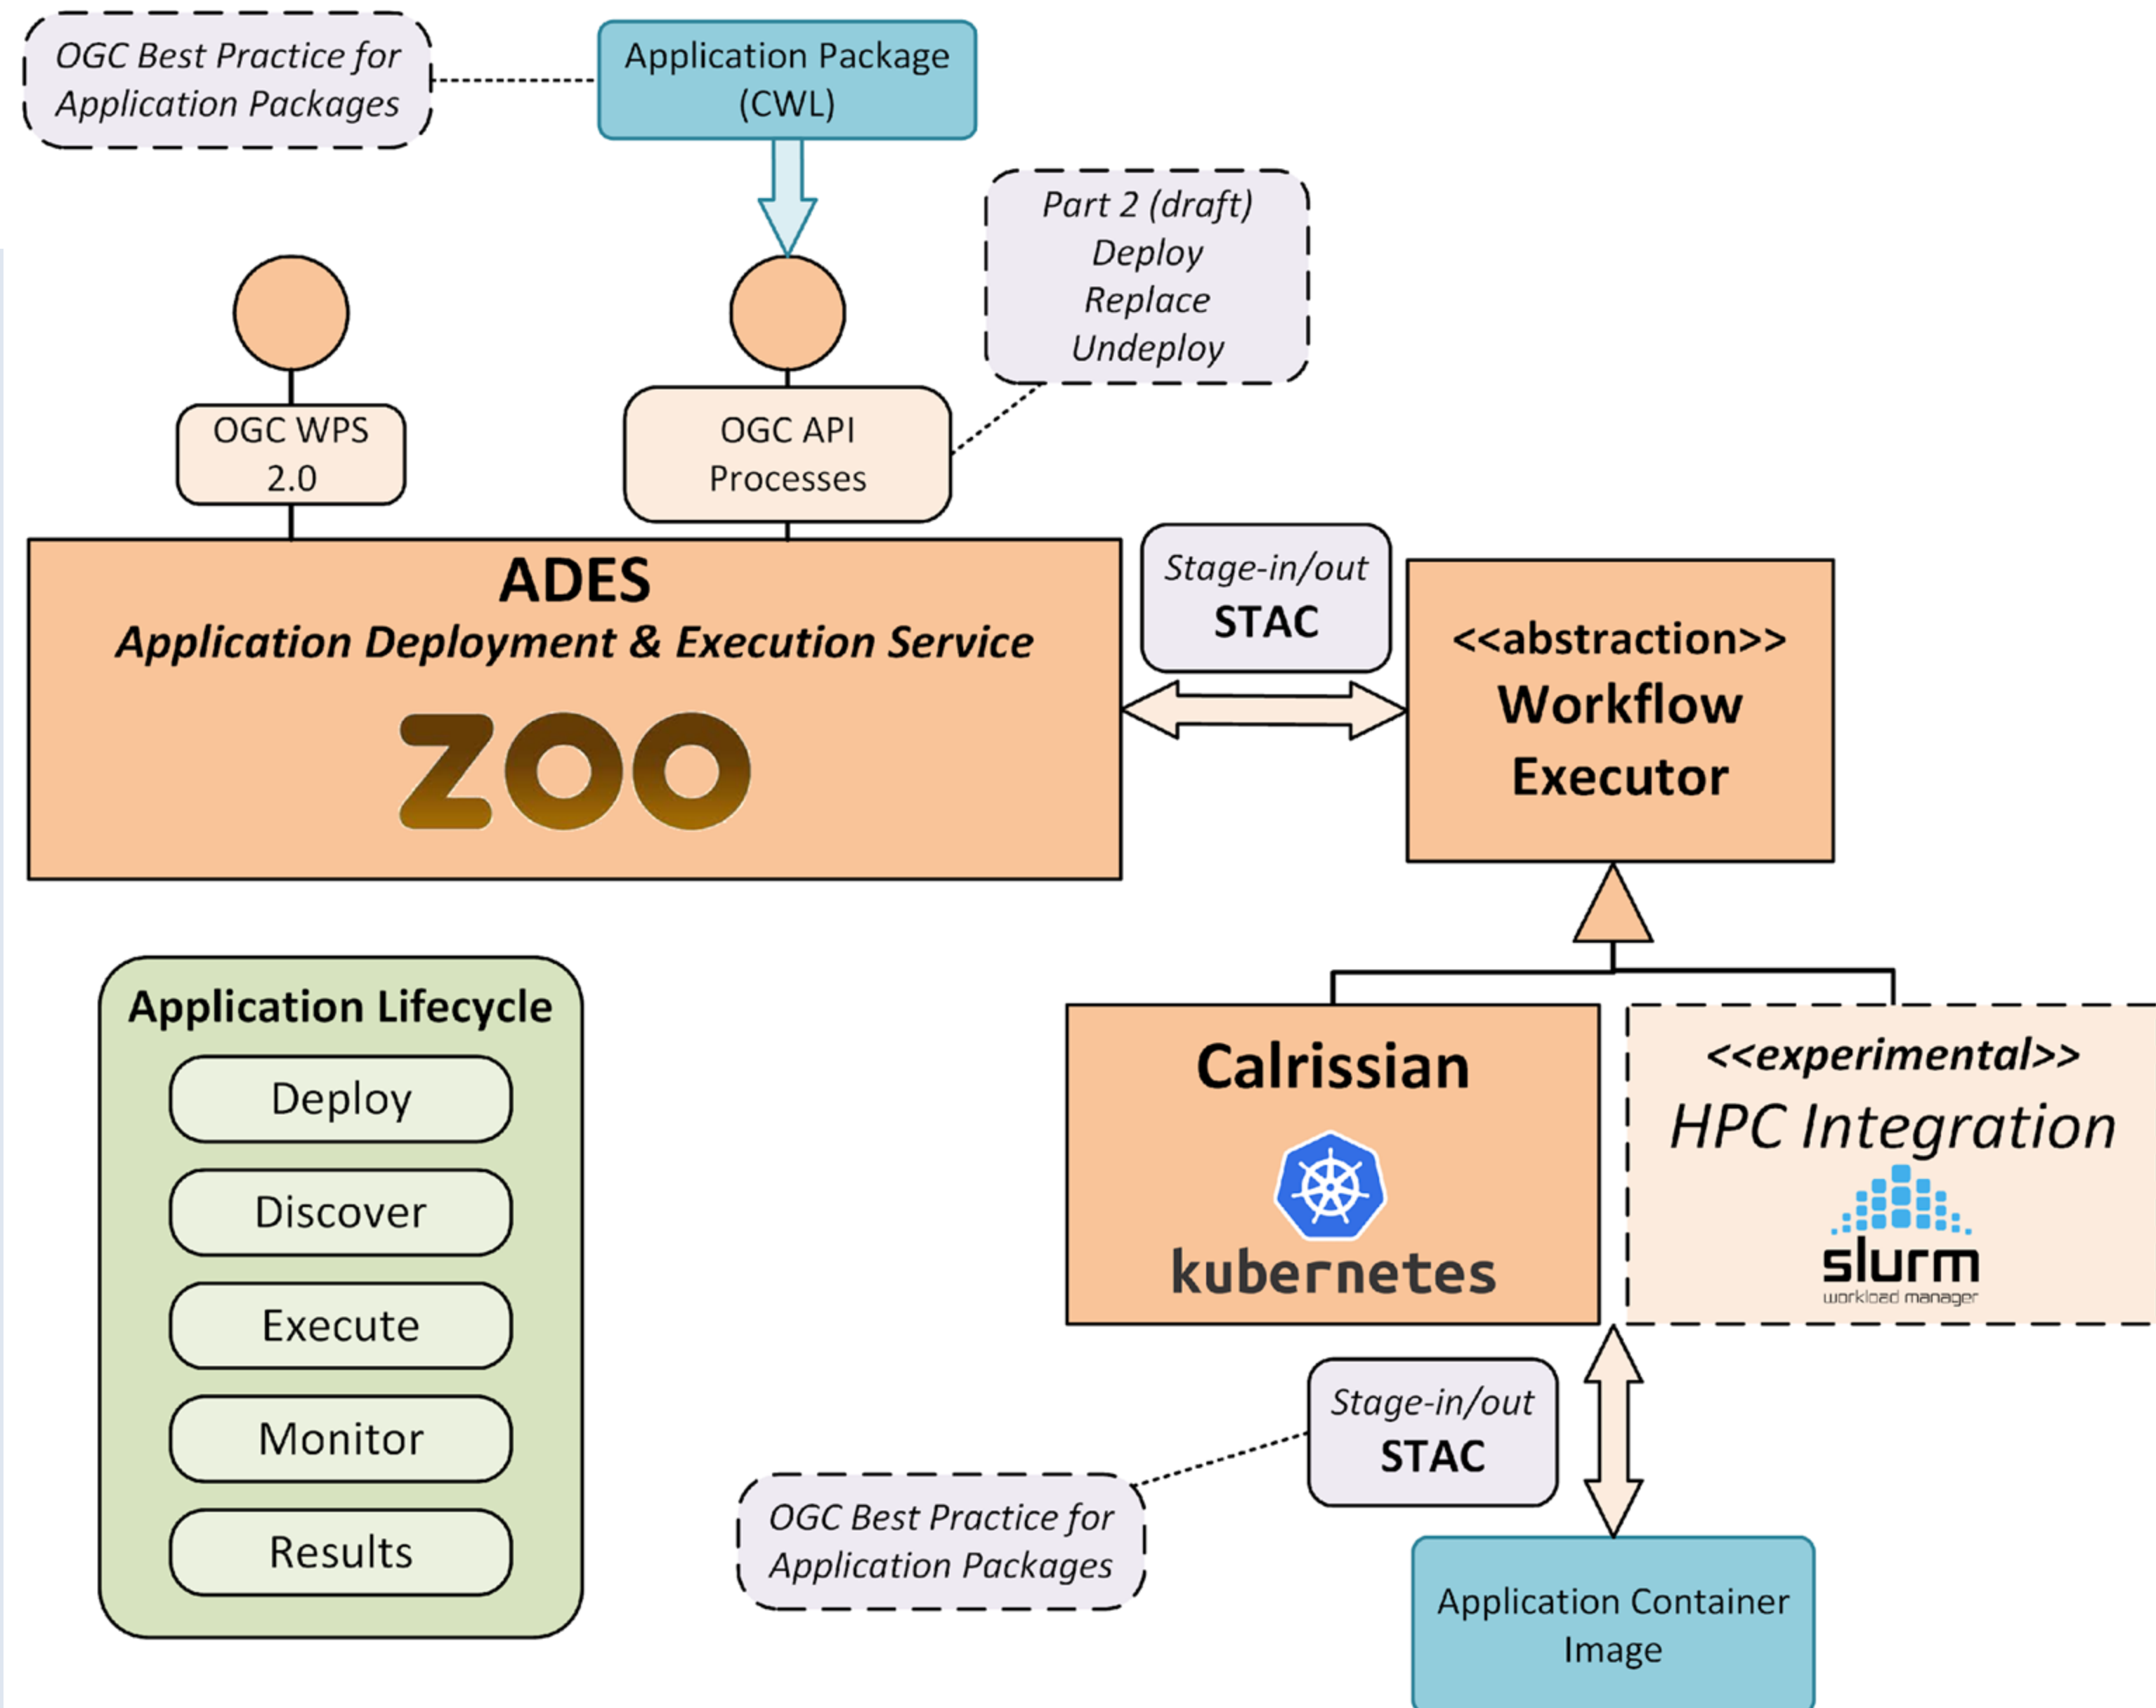 OGC Best Practice for
Application Packages
Application Package
(CWL)
Part 2 (draft)
Deploy
Replace
Undeploy
OGC WPS
2.0
OGC API
Processes
ADES
Application Deployment & Execution Service
ZOO
Stage-in/out
STAC
<<abstraction>>
Workflow
Executor
Application Lifecycle
Deploy
Discover
Execute
Monitor
Results
Calrissian
kubernetes
<<experimental>>
HPC Integration
slurm
workload manager
Stage-in/out
STAC
OGC Best Practice for
Application Packages
Application Container
Image